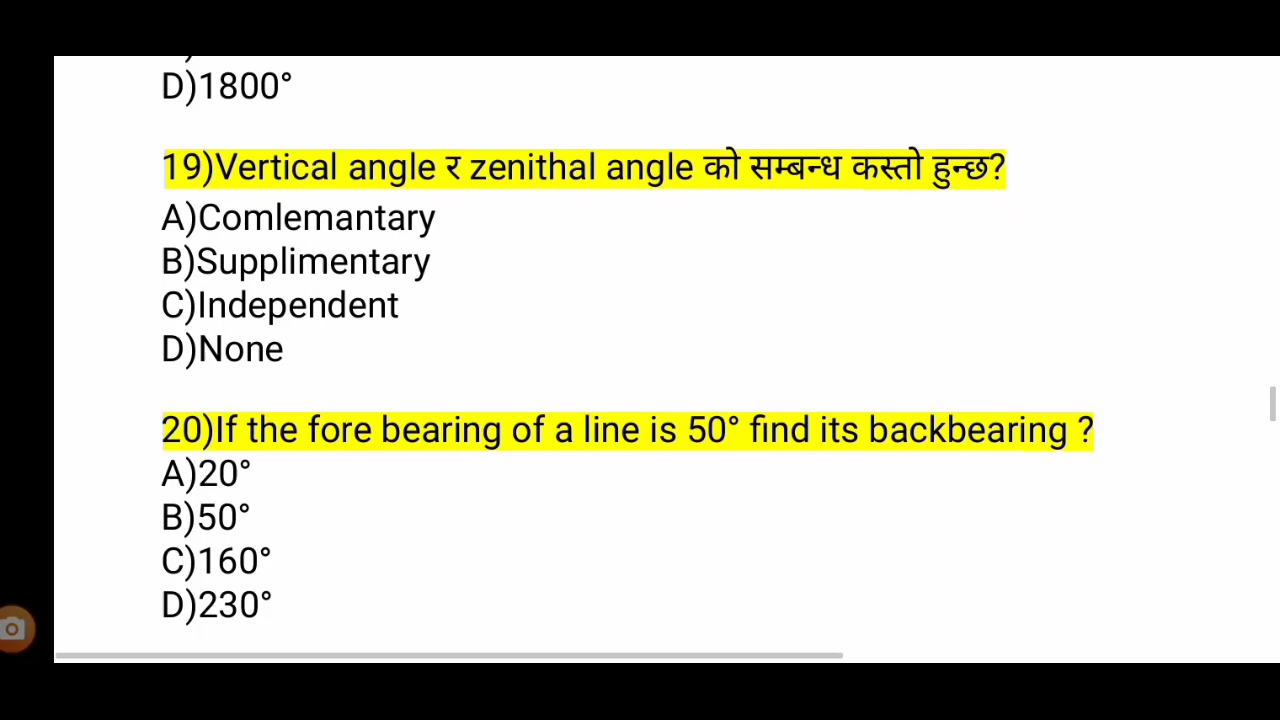 D)1800°
19)Vertical angle र zenithal angle को सम्बन्ध कस्तो हुन्छ?
A)Comlemantary
B)Supplimentary
C)Independent
D)None
20)If the fore bearing of a line is 50° find its backbearing ?
A)20°
B)50°
C)160°
D)230°